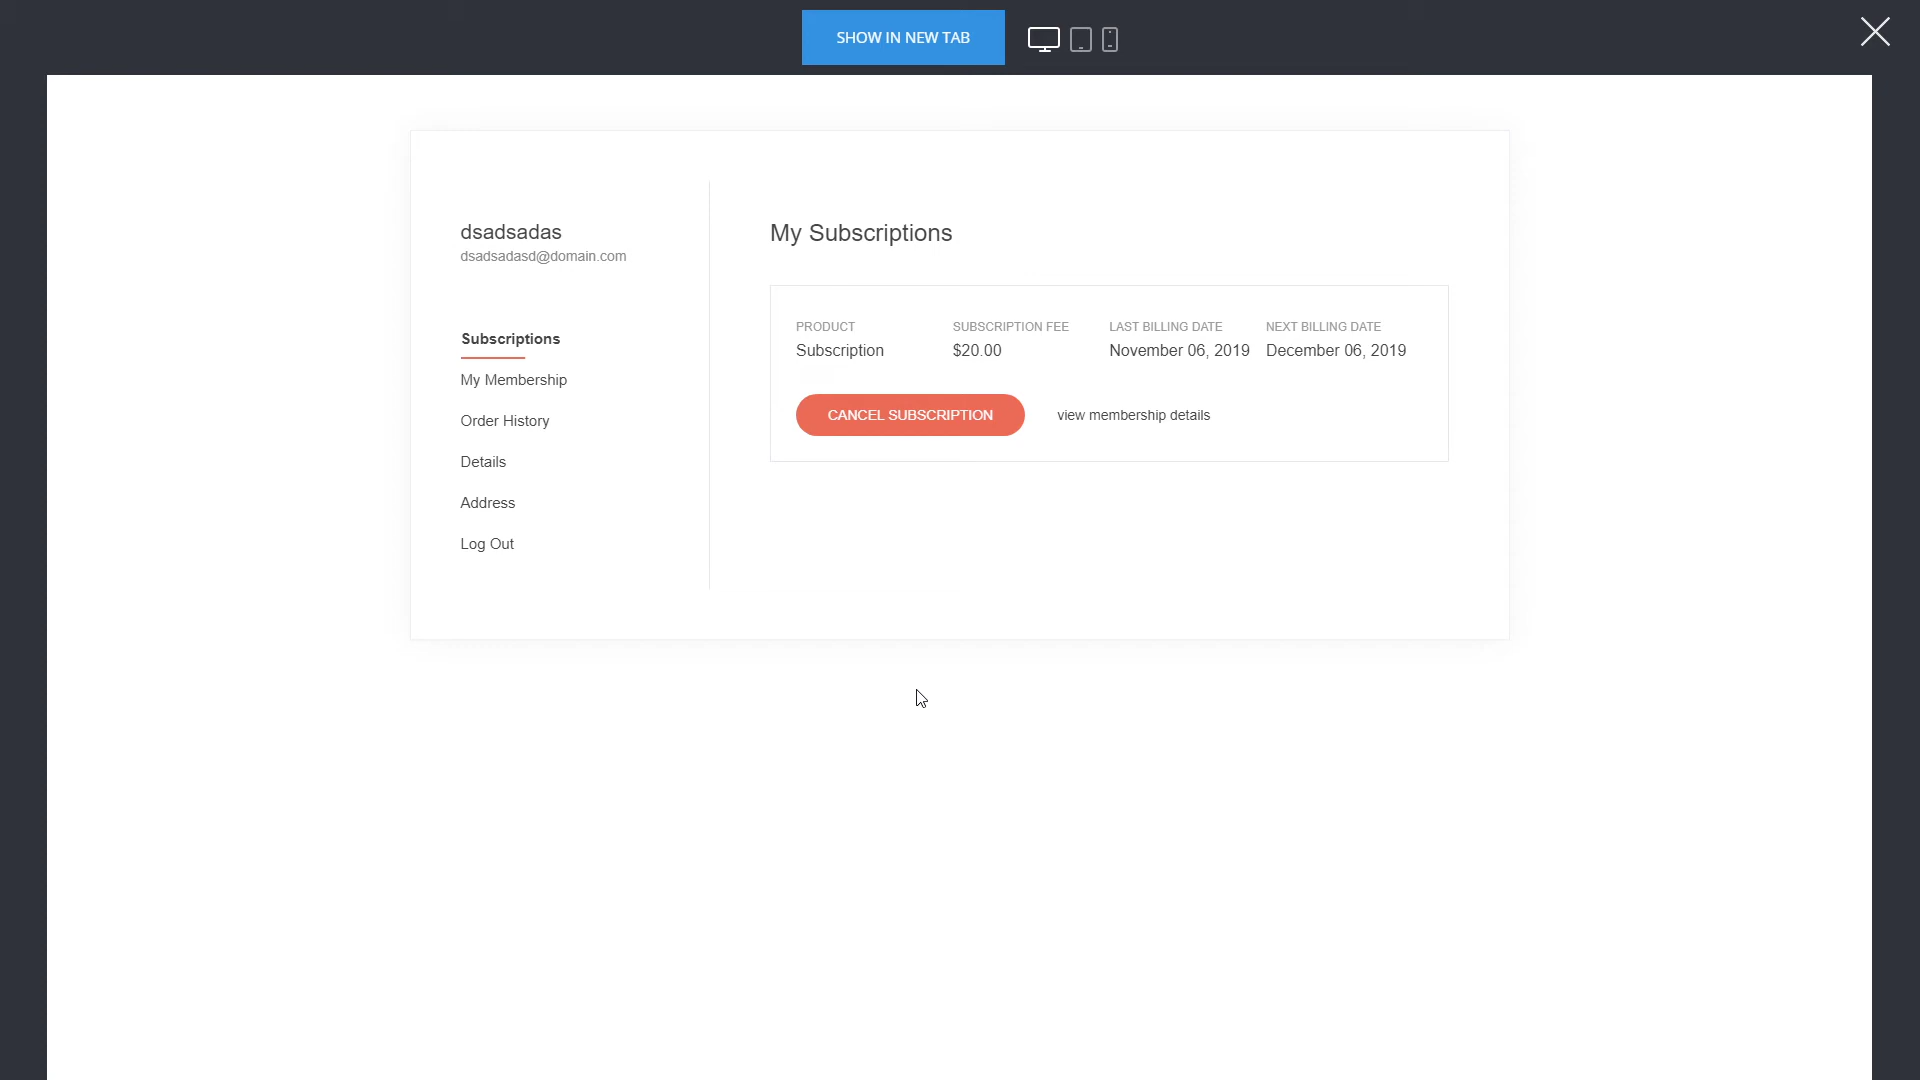 SHOW IN NEW TAB
dsadsadas
dsadsadasd@domain.com
Subscriptions
My Membership
Order History
Details
Address
Log Out
My Subscriptions
PRODUCT SUBSCRIPTION FEE LAST BILLING DATE NEXT BILLING DATE
Subscription $20.00 November 06, 2019 December 06, 2019
CANCEL SUBSCRIPTION view membership details